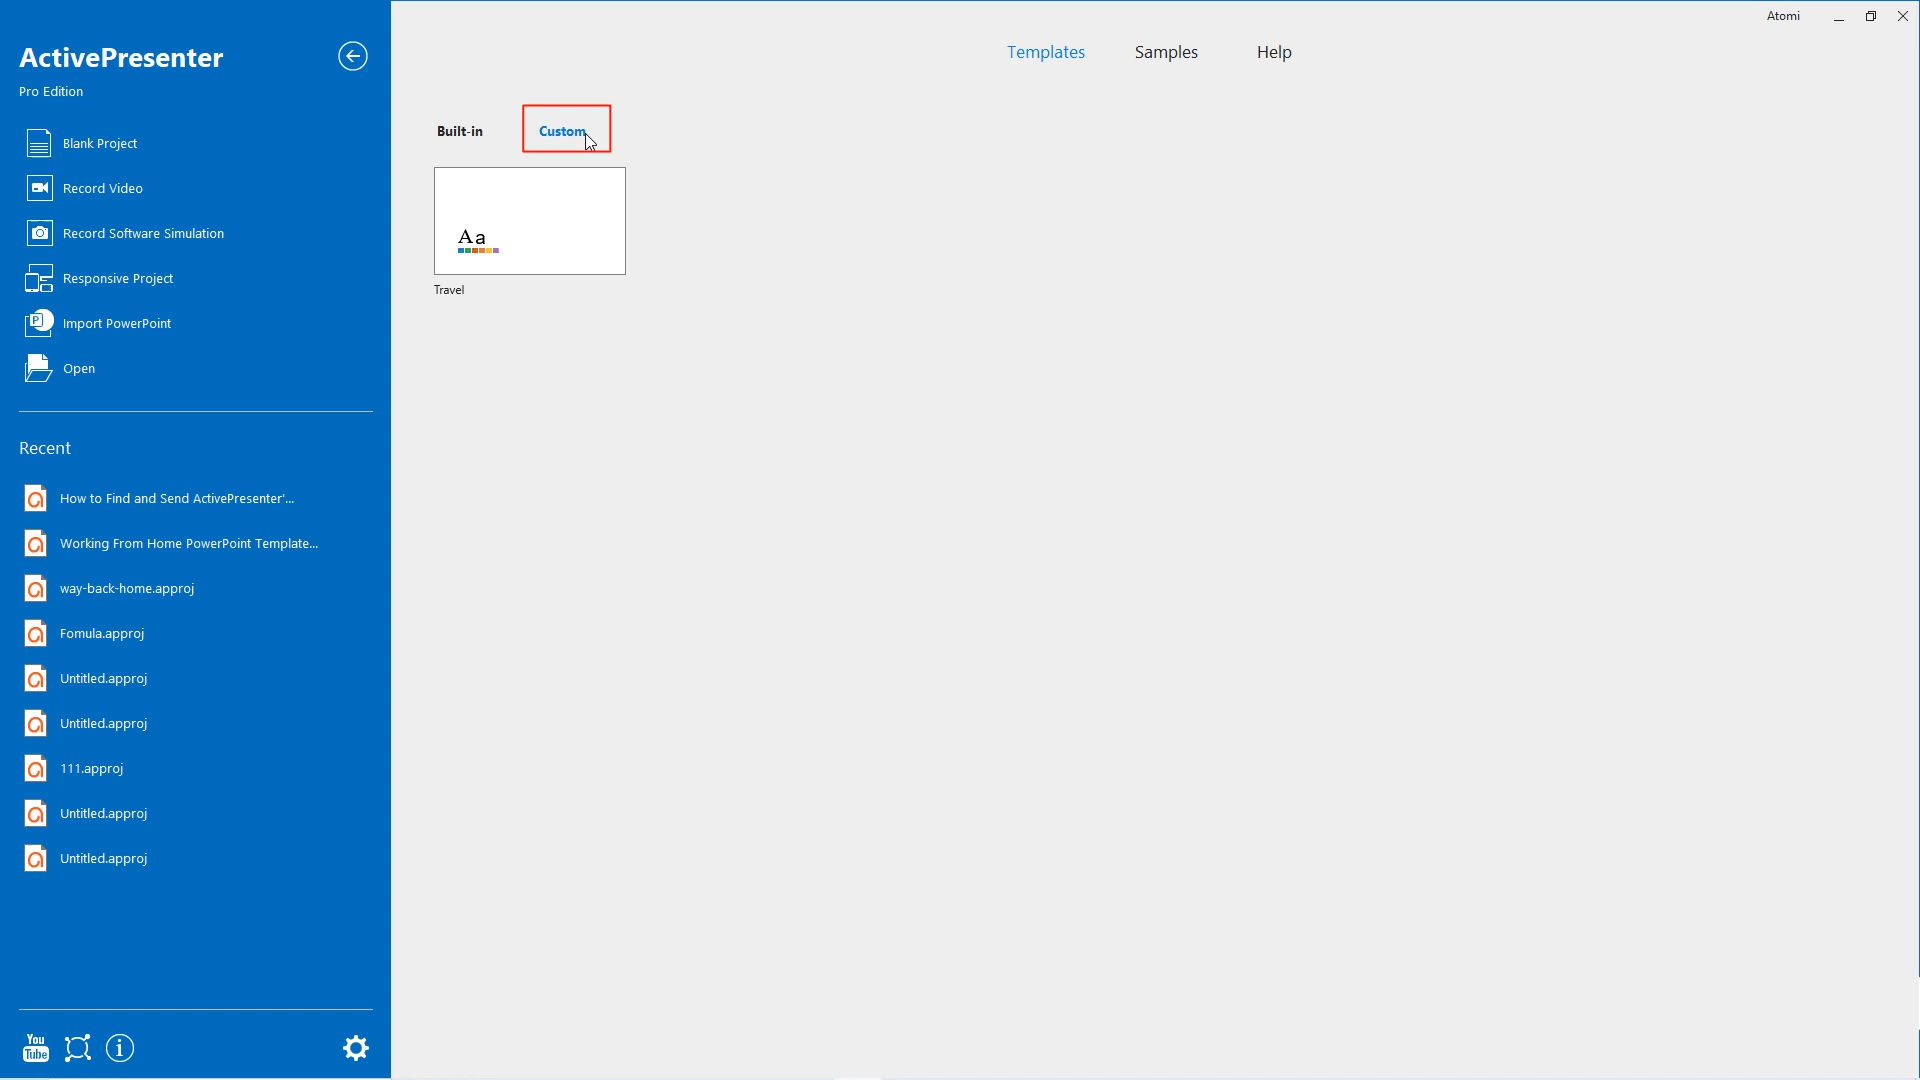 Atomi
ActivePresenter
Pro Edition
Blank Project
Record Video
Record Software Simulation
Responsive Project
Import PowerPoint
Open
Recent
How to Find and Send ActivePresenter'...
Working From Home PowerPoint Template...
way-back-home.approj
Fomula.approj
Untitled.approj
Untitled.approj
111.approj
Untitled.approj
Untitled.approj
You
Tube
Templates Samples Help
Built-in Custom
Aa
Travel